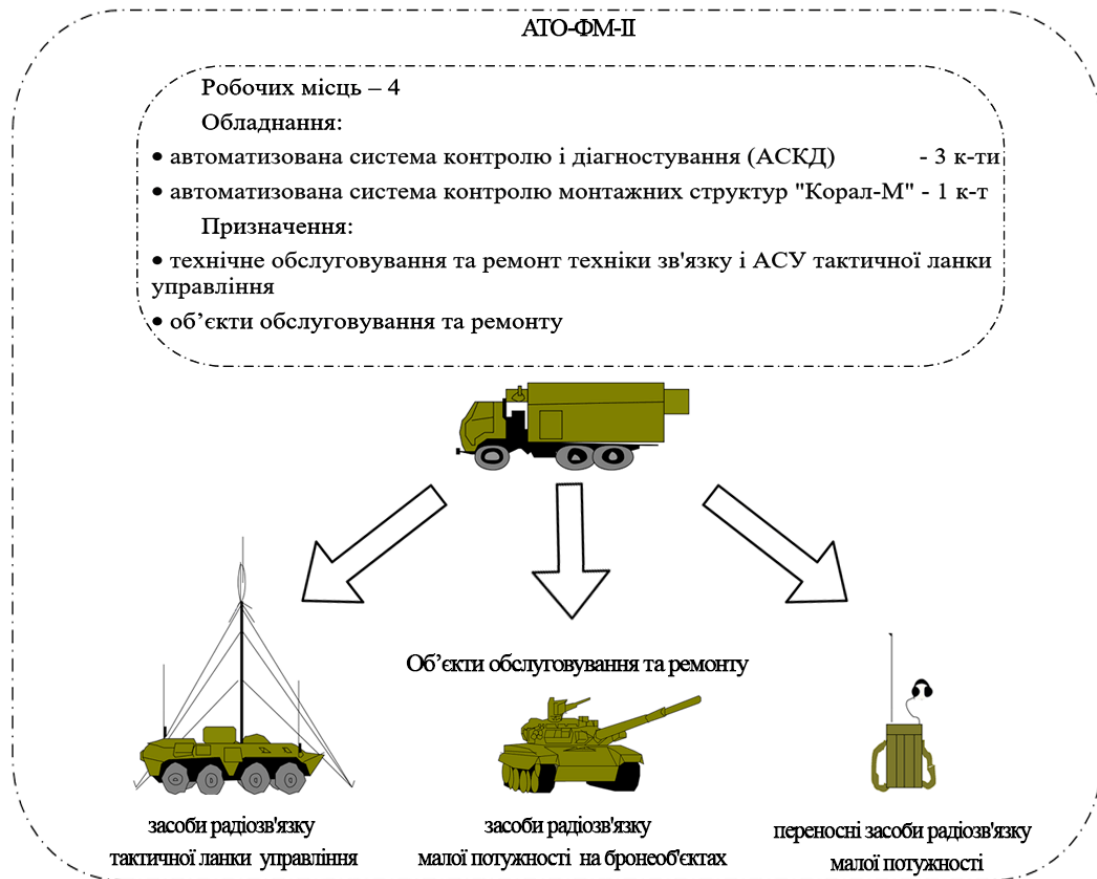 АТО-ФМ-ІІ
Робочих місць – 4
Обладнання:
• автоматизована система контролю і діагностування (АСКД) - 3 к-ти
• автоматизована система контролю монтажних структур "Корал-М" - 1 к-т
Призначення:
• технічне обслуговування та ремонт техніки зв'язку і АСУ тактичної ланки
управління
• об’єкти обслуговування та ремонту
Об’єкти обслуговування та ремонту
засоби радіозв'язку
тактичної ланки управління
засоби радіозв'язку
малої потужності на бронеоб'єктах
переносні засоби радіозв'язку
малої потужності